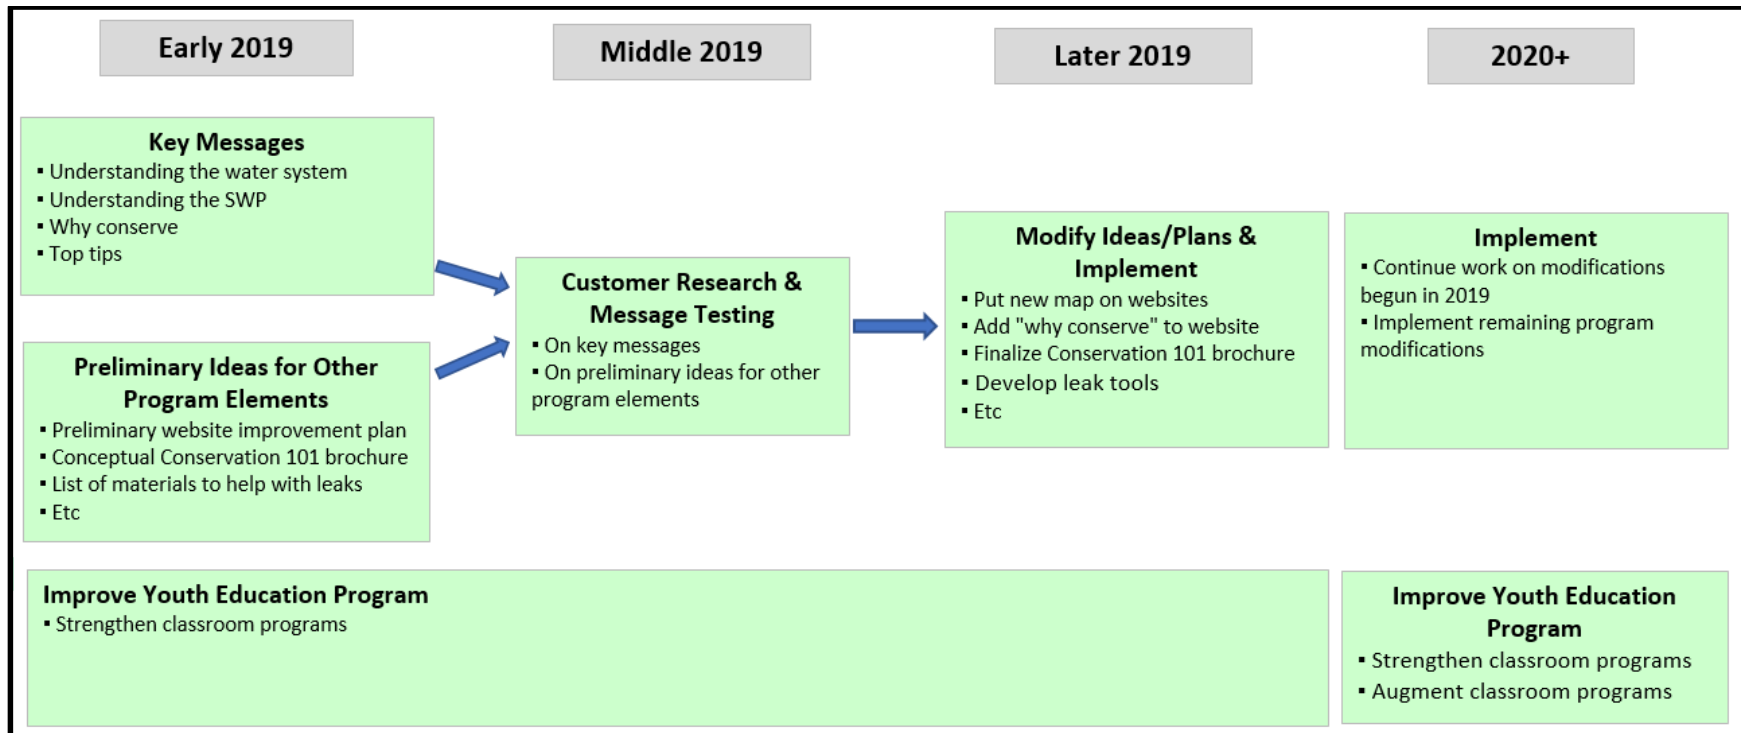 Early 2019
Middle 2019
Later 2019
2020+
Key Messages
▪ Understanding the water system
▪ Understanding the SWP
▪ Why conserve
▪ Top tips
Preliminary Ideas for Other
Program Elements
▪ Preliminary website improvement plan
▪ Conceptual Conservation 101 brochure
▪ List of materials to help with leaks
▪ Etc
Customer Research &
Message Testing
▪ On key messages
▪ On preliminary ideas for other
program elements
Modify Ideas/Plans &
Implement
▪ Put new map on websites
▪ Add "why conserve" to website
▪ Finalize Conservation 101 brochure
▪ Develop leak tools
▪ Etc
Implement
▪ Continue work on modifications
begun in 2019
▪ Implement remaining program
modifications
Improve Youth Education Program
▪ Strengthen classroom programs
Improve Youth Education
Program
▪ Strengthen classroom programs
▪ Augment classroom programs